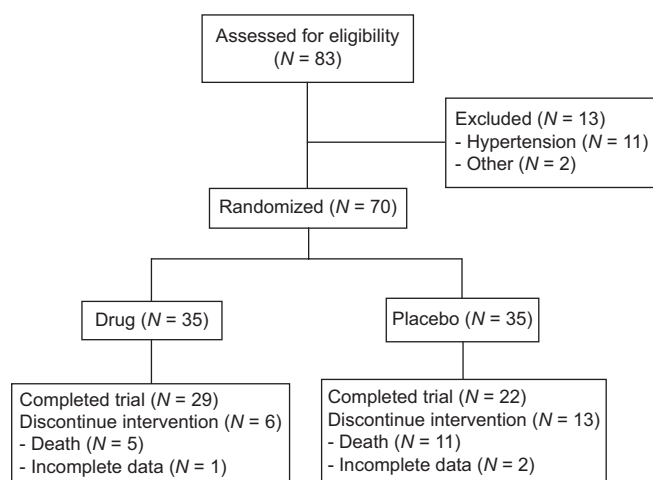 Assessed for eligibility
(N = 83)
Excluded (N = 13)
- Hypertension (N = 11)
- Other (N = 2)
Randomized (N = 70)
Drug (N = 35)
Placebo (N = 35)
Completed trial (N = 29)
Discontinue intervention (N = 6)
- Death (N = 5)
- Incomplete data (N = 1)
Completed trial (N = 22)
Discontinue intervention (N = 13)
- Death (N = 11)
- Incomplete data (N = 2)